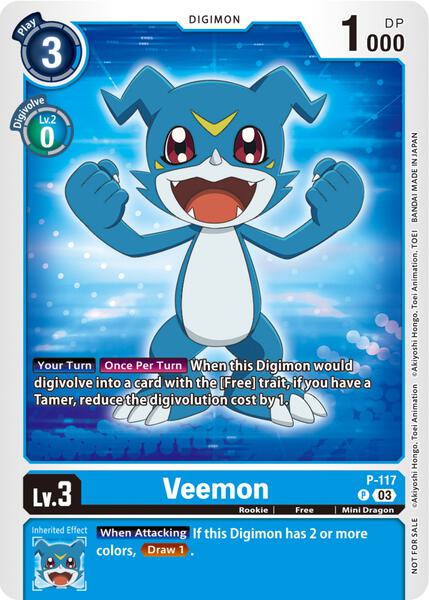 Play
3
DIGIMON
DP
1000
Digivolve
Lv.2
0
Your Turn Once Per Turn When this Digimon would
digivolve into a card with the [Free] trait, if you have a
Tamer, reduce the digivolution cost by 1.
Lv.3
Veemon
P-117
P 03
Rookie | Free | Mini Dragon
Inherited Effect
When Attacking If this Digimon has 2 or more
colors, Draw 1 .
NOT FOR SALE ©Akiyoshi Hongo, Toei Animation ©Akiyoshi Hongo, Toei Animation, TOEI BANDAI MADE IN JAPAN